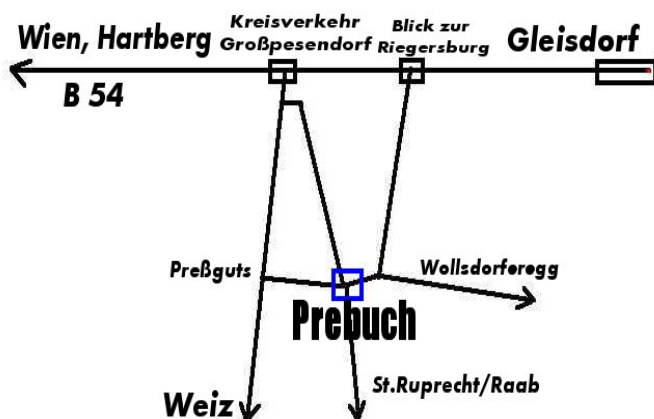 Wien, Hartberg
Kreisverkehr
Großpesendorf
Blick zur
Riegersburg
Gleisdorf
B 54
Preßguts
Wollsdorferegg
Prebuch
St.Ruprecht/Raab
Weiz